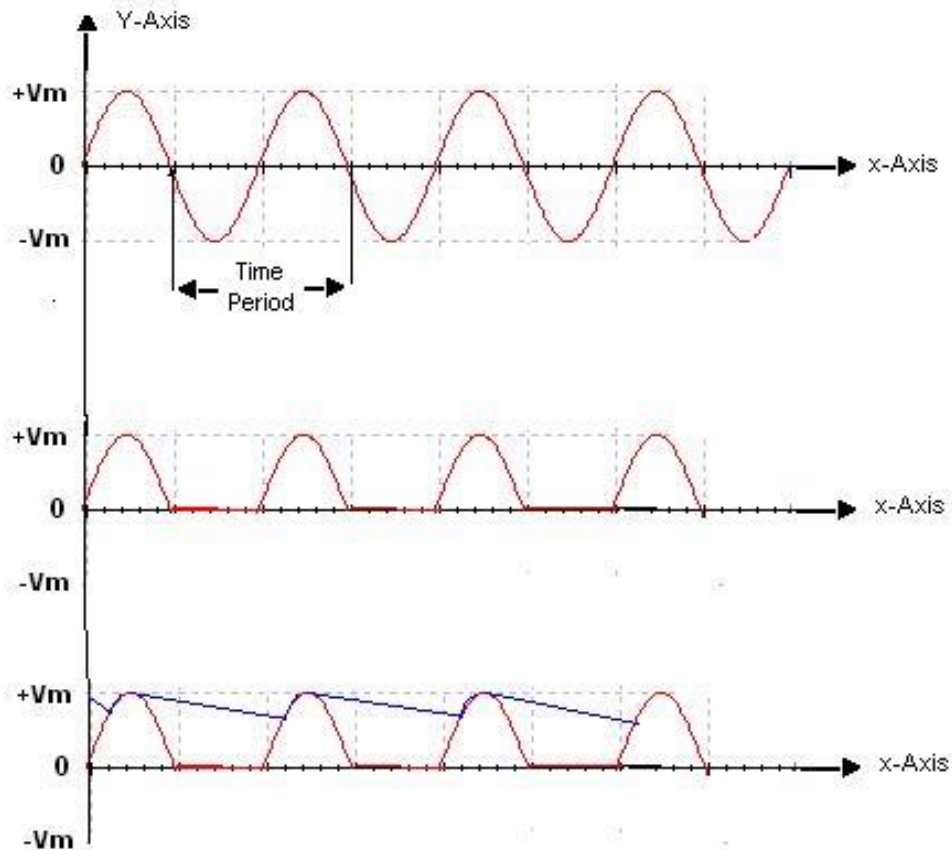 Y-Axis
+Vm
0
x-Axis
-Vm
Time
Period
+Vm
0
x-Axis
-Vm
+Vm
0
x-Axis
-Vm